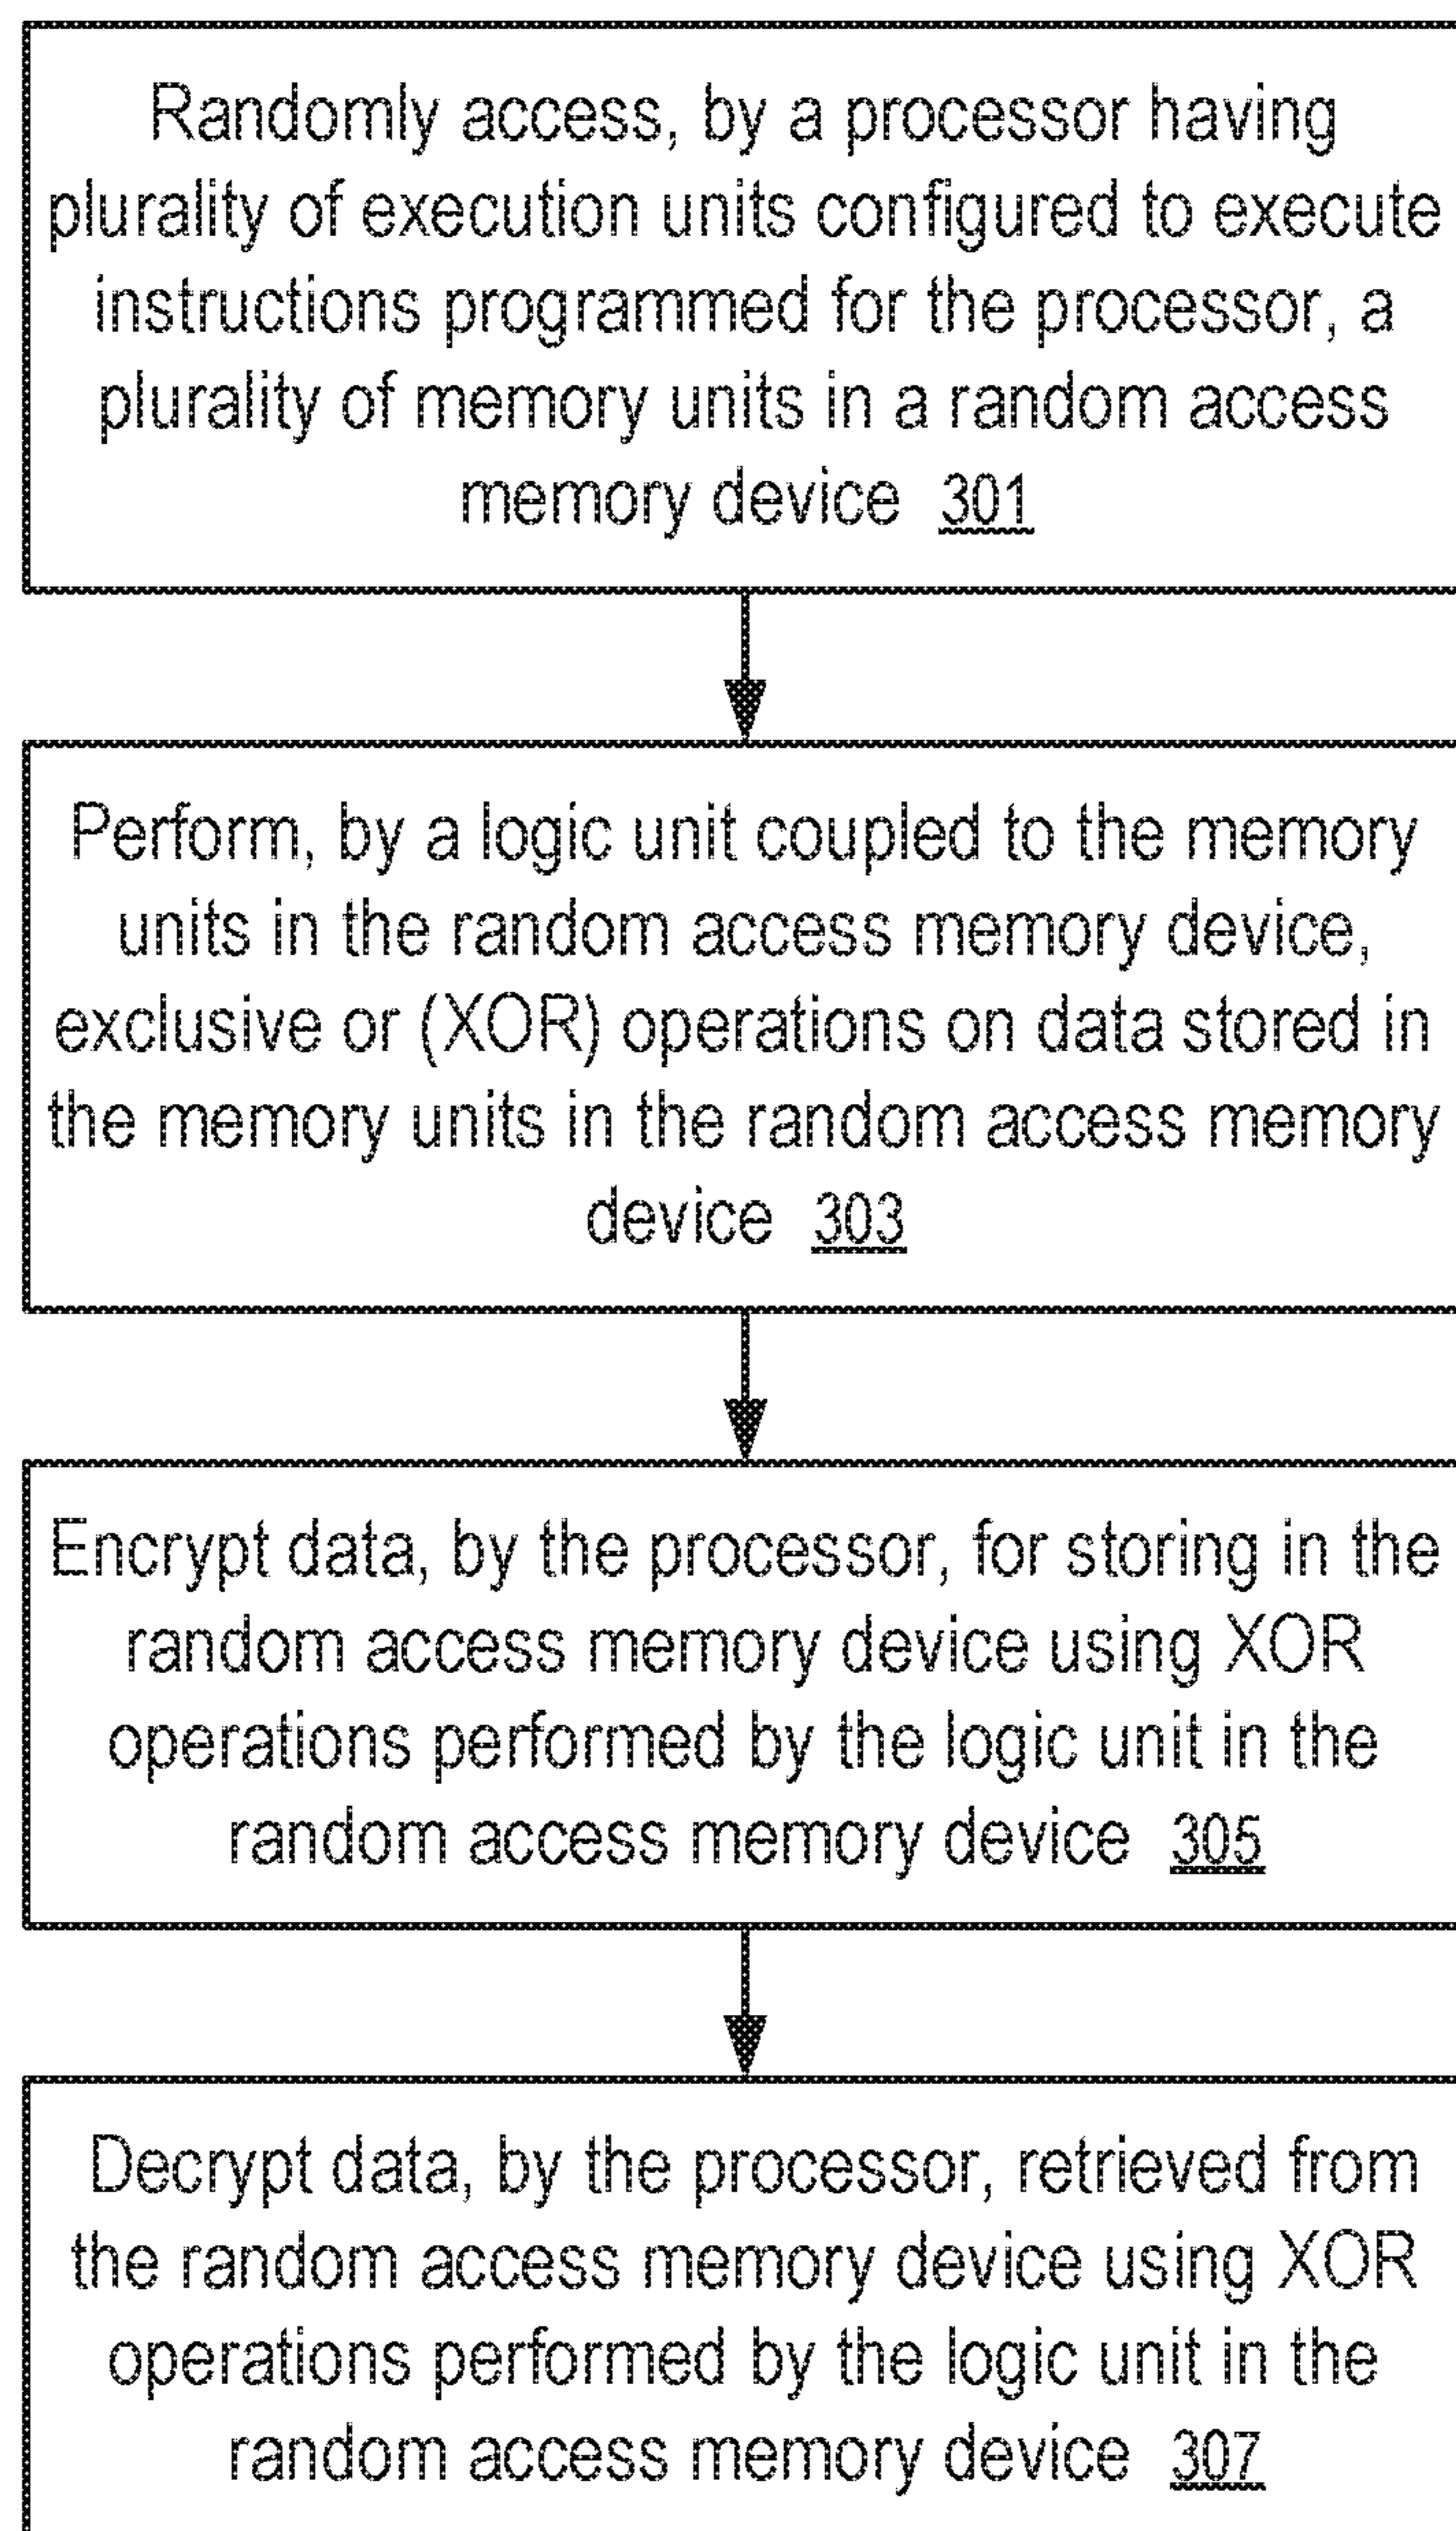 Randomly access, by a processor having
plurality of execution units configured to execute
instructions programmed for the processor, a
plurality of memory units in a random access
memory device 301
Perform, by a logic unit coupled to the memory
units in the random access memory device,
exclusive or (XOR) operations on data stored in
the memory units in the random access memory
device 303
Encrypt data, by the processor, for storing in the
random access memory device using XOR
operations performed by the logic unit in the
random access memory device 305
Decrypt data, by the processor, retrieved from
the random access memory device using XOR
operations performed by the logic unit in the
random access memory device 307